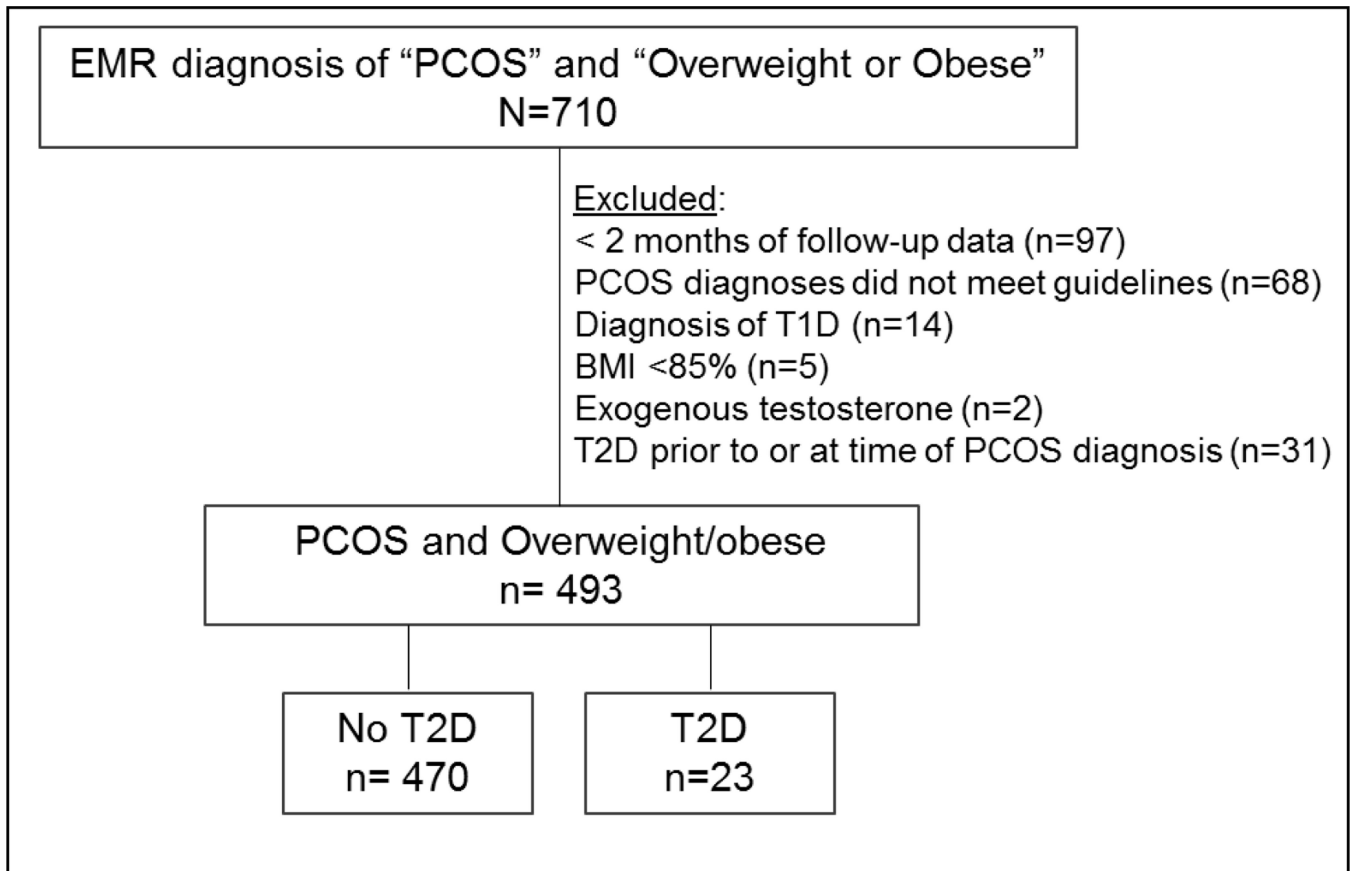 EMR diagnosis of “PCOS” and “Overweight or Obese”
N=710
Excluded:
< 2 months of follow-up data (n=97)
PCOS diagnoses did not meet guidelines (n=68)
Diagnosis of T1D (n=14)
BMI <85% (n=5)
Exogenous testosterone (n=2)
T2D prior to or at time of PCOS diagnosis (n=31)
PCOS and Overweight/obese
n= 493
No T2D
n= 470
T2D
n=23